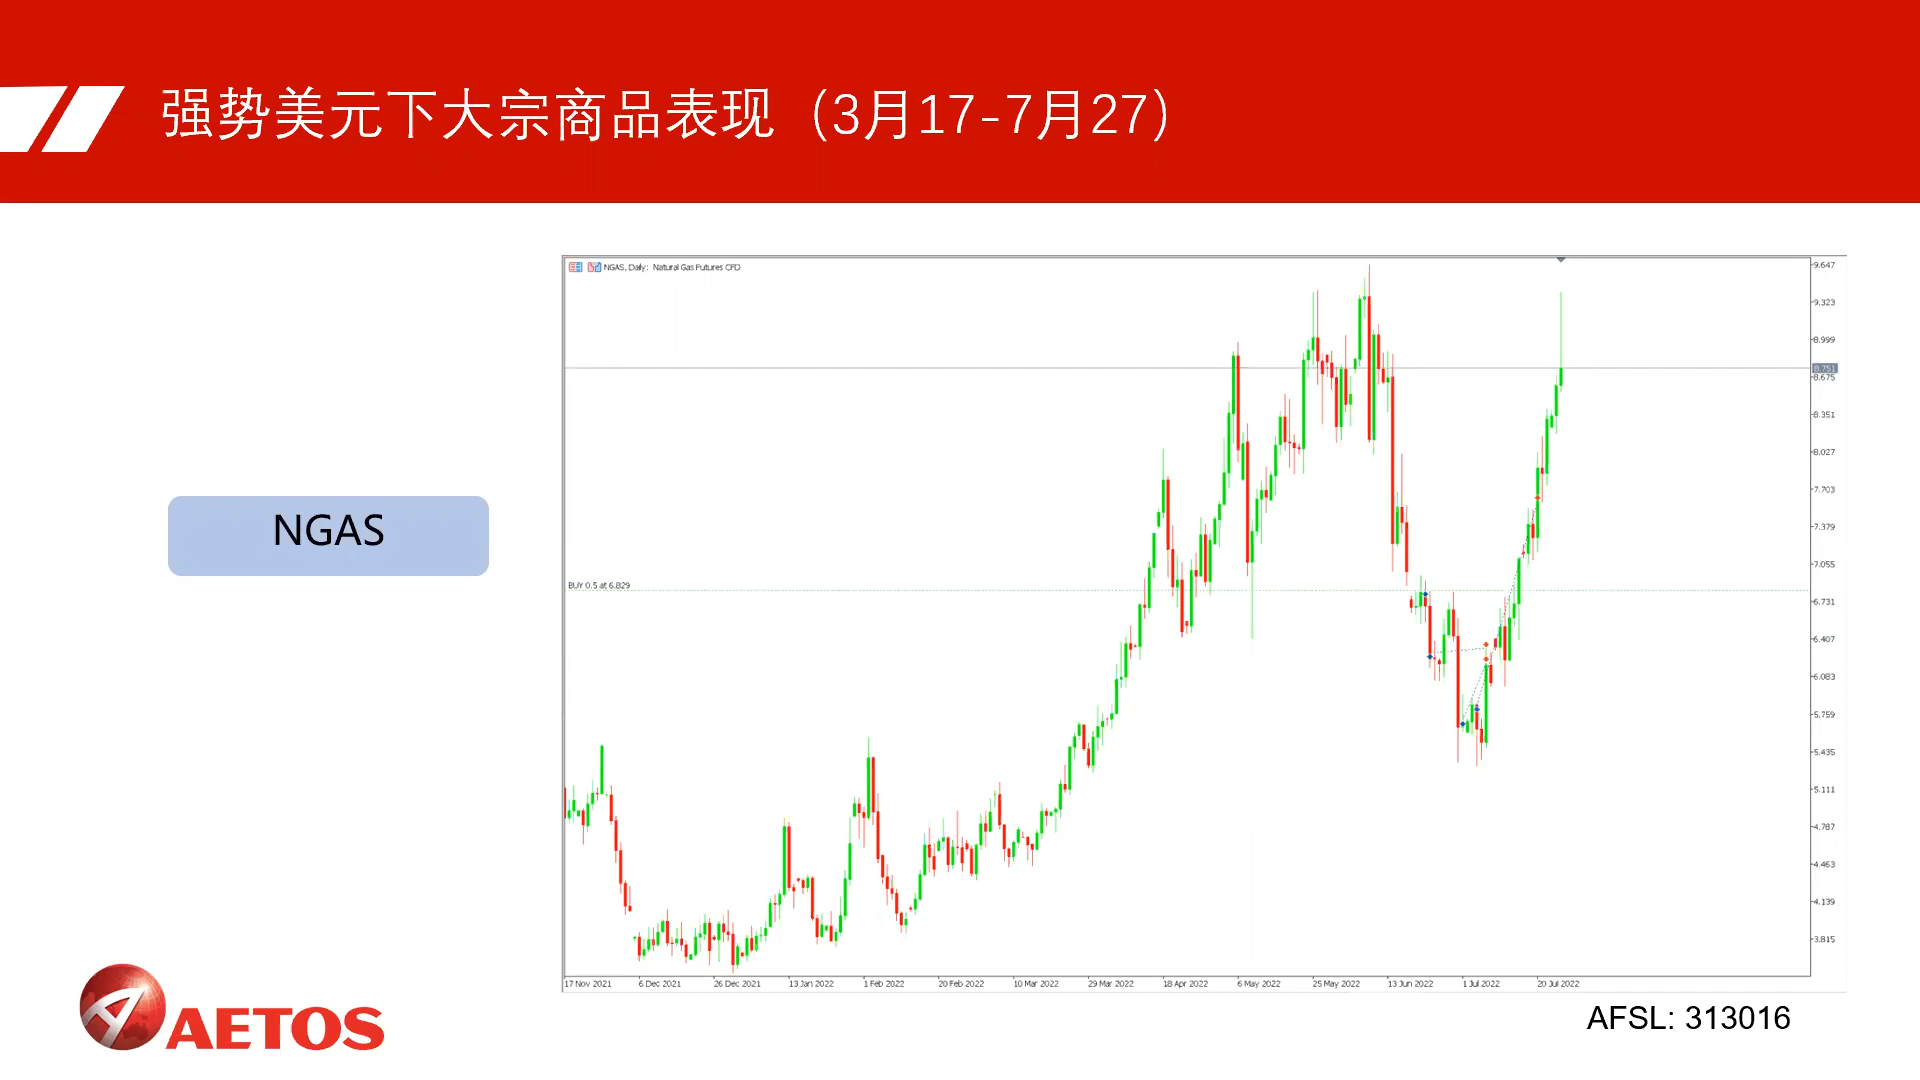 强势美元下大宗商品表现（3月17-7月27）
NGAS, Daily: Natural Gas Futures CFD
9.647
9.323
8.999
8.751
8.675
8.351
8.027
7.703
7.379
7.055
6.731
6.407
6.083
5.759
5.435
5.111
4.787
4.463
4.139
3.815
NGAS
BUY 0.5 at 6.829
17 Nov 2021
6 Dec 2021
26 Dec 2021
13 Jan 2022
1 Feb 2022
20 Feb 2022
10 Mar 2022
29 Mar 2022
18 Apr 2022
6 May 2022
25 May 2022
13 Jun 2022
1 Jul 2022
20 Jul 2022
AETOS
AFSL: 313016